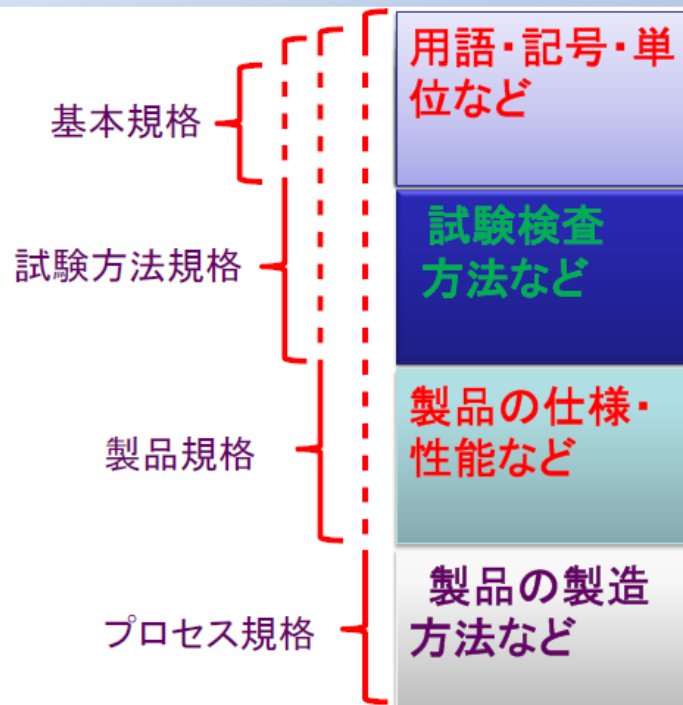 基本規格
用語・記号・単
位など
試験方法規格
試験検査
方法など
製品規格
製品の仕様・
性能など
プロセス規格
製品の製造
方法など